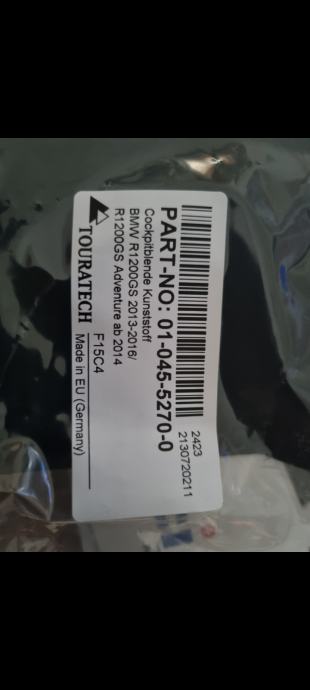 2423
2130720211
PART-NO: 01-045-5270-0
Cockpitblende Kunststoff
BMW R1200GS 2013-2016/
R1200GS Adventure ab 2014
F15C4
TOURATECH
Made in EU (Germany)